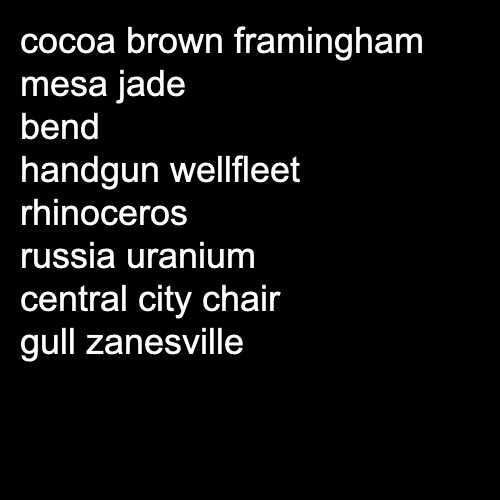 cocoa brown framingham
mesa jade
bend
handgun wellfleet
rhinoceros
russia uranium
central city chair
gull zanesville